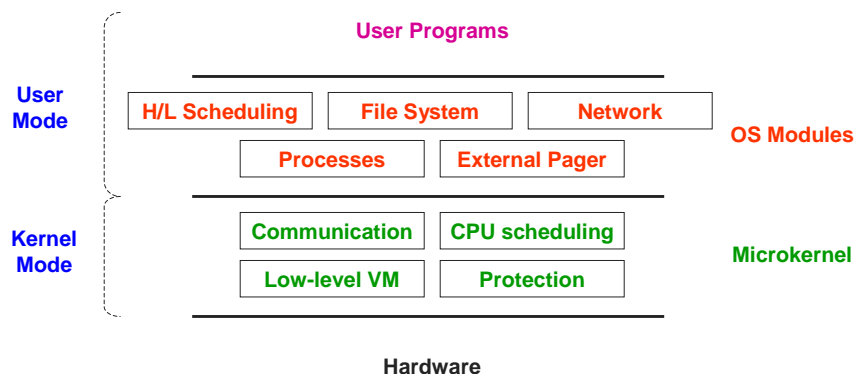 User Programs
User
Mode
H/L Scheduling
File System
Network
Processes
External Pager
OS Modules
Kernel
Mode
Communication
CPU scheduling
Low-level VM
Protection
Microkernel
Hardware